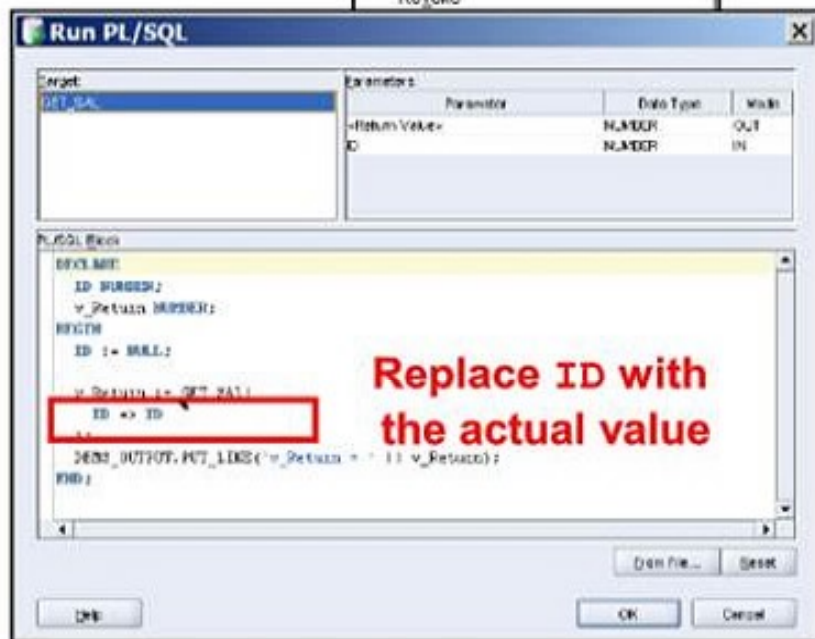 Run PL/SQL
Target:
Parameters:
Parameter Data Type Mode
GET_SAL
<Return Value> NUMBER OUT
ID NUMBER IN
PL/SQL Block
DECLARE
ID NUMBER;
v_Return NUMBER;
BEGIN
ID := NULL;
v_Return := GET_SAL(
ID => ID
);
DBMS_OUTPUT.PUT_LINE('v_Return = ' || v_Return);
END;
Replace ID with
the actual value
From File... Reset
Help OK Cancel